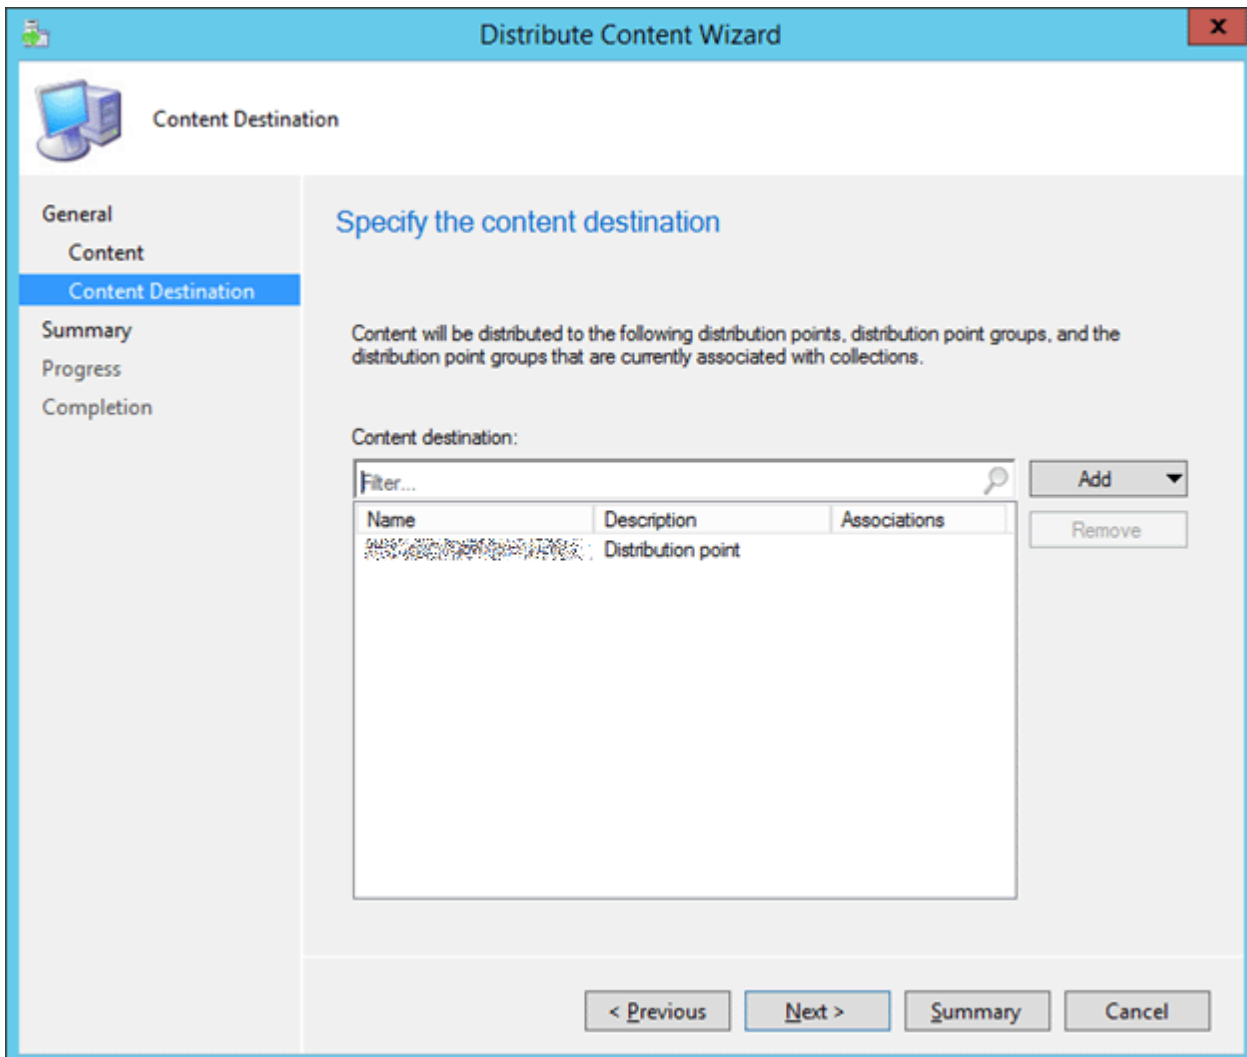 Distribute Content Wizard
x
Content Destination
General
Content
Content Destination
Summary
Progress
Completion
Specify the content destination
Content will be distributed to the following distribution points, distribution point groups, and the
distribution point groups that are currently associated with collections.
Content destination:
Filter...
Add
Name Description Associations
Remove
Distribution point
< Previous Next > Summary Cancel